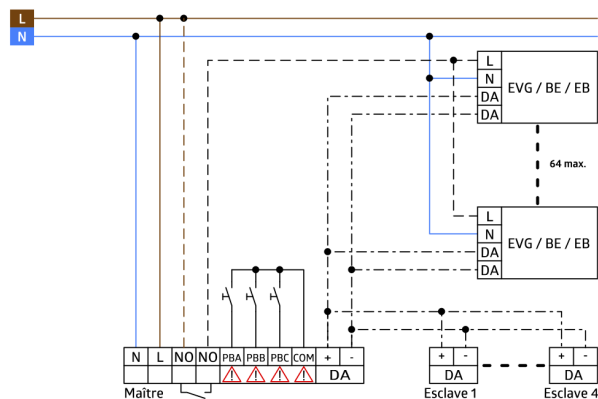 L
N
L
N
DA
DA
EVG / BE / EB
64 max.
L
N
DA
DA
EVG / BE / EB
N L NO NO PBA PBB PBC COM + -
DA
Maître
+ -
DA
Esclave 1
+ -
DA
Esclave 4